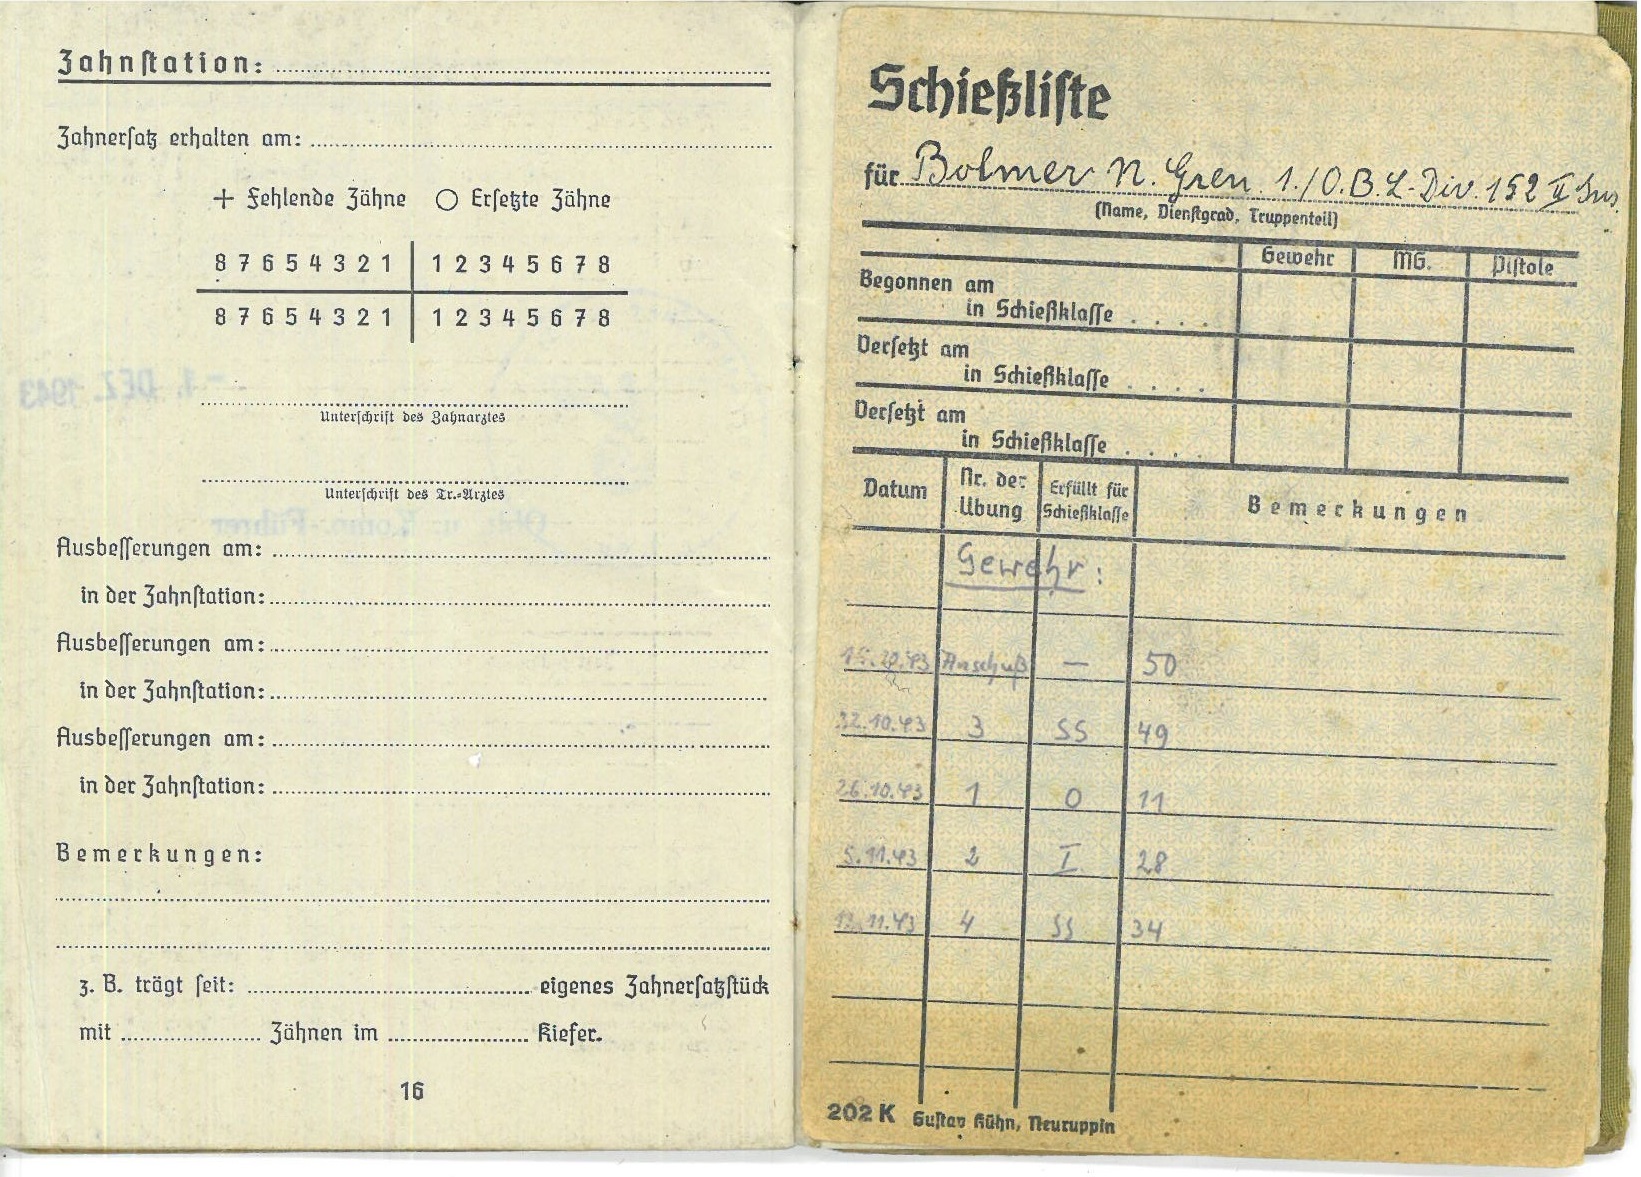 Zahnstation:
Zahnersatz erhalten am:
+ Fehlende Zähne ○ Ersetzte Zähne
8 7 6 5 4 3 2 1 | 1 2 3 4 5 6 7 8
8 7 6 5 4 3 2 1 | 1 2 3 4 5 6 7 8
- 1. DEZ. 1943
Unterschrift des Zahnarztes
Unterschrift des Tr.-Arztes
Ausbesserungen am:
in der Zahnstation:
Ausbesserungen am:
in der Zahnstation:
Ausbesserungen am:
in der Zahnstation:
Bemerkungen:
z. B. trägt seit: eigenes Zahnersatzstück
mit Zähnen im Kiefer.
16
Schießliste
für Bolmer N. Gren. 1./O.B.L-Div. 152 II
(Name, Dienstgrad, Truppenteil)
Gewehr MG. Pistole
Begonnen am
in Schießklasse . . . .
Versetzt am
in Schießklasse . . . .
Versetzt am
in Schießklasse . . . .
Datum Nr. der Übung Erfüllt für Schießklasse Bemerkungen
Gewehr:
Anschuß — 50
10.43 3 SS 49
26.10.43 1 0 11
5.11.43 2 I 28
11.43 4 SS 34
202 K Gustav Kühn, Neuruppin